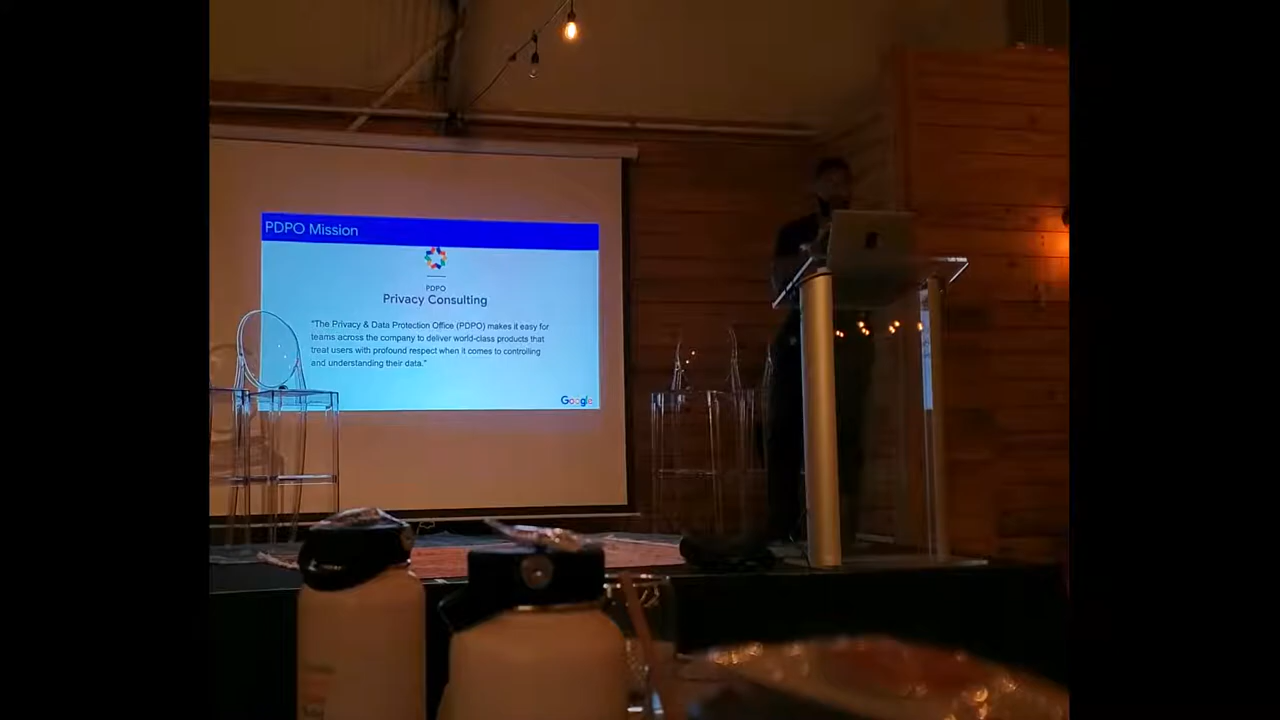 PDPO Mission
PDPO
Privacy Consulting
"The Privacy & Data Protection Office (PDPO) makes it easy for
teams across the company to deliver world-class products that
treat users with profound respect when it comes to controlling
and understanding their data."
Google